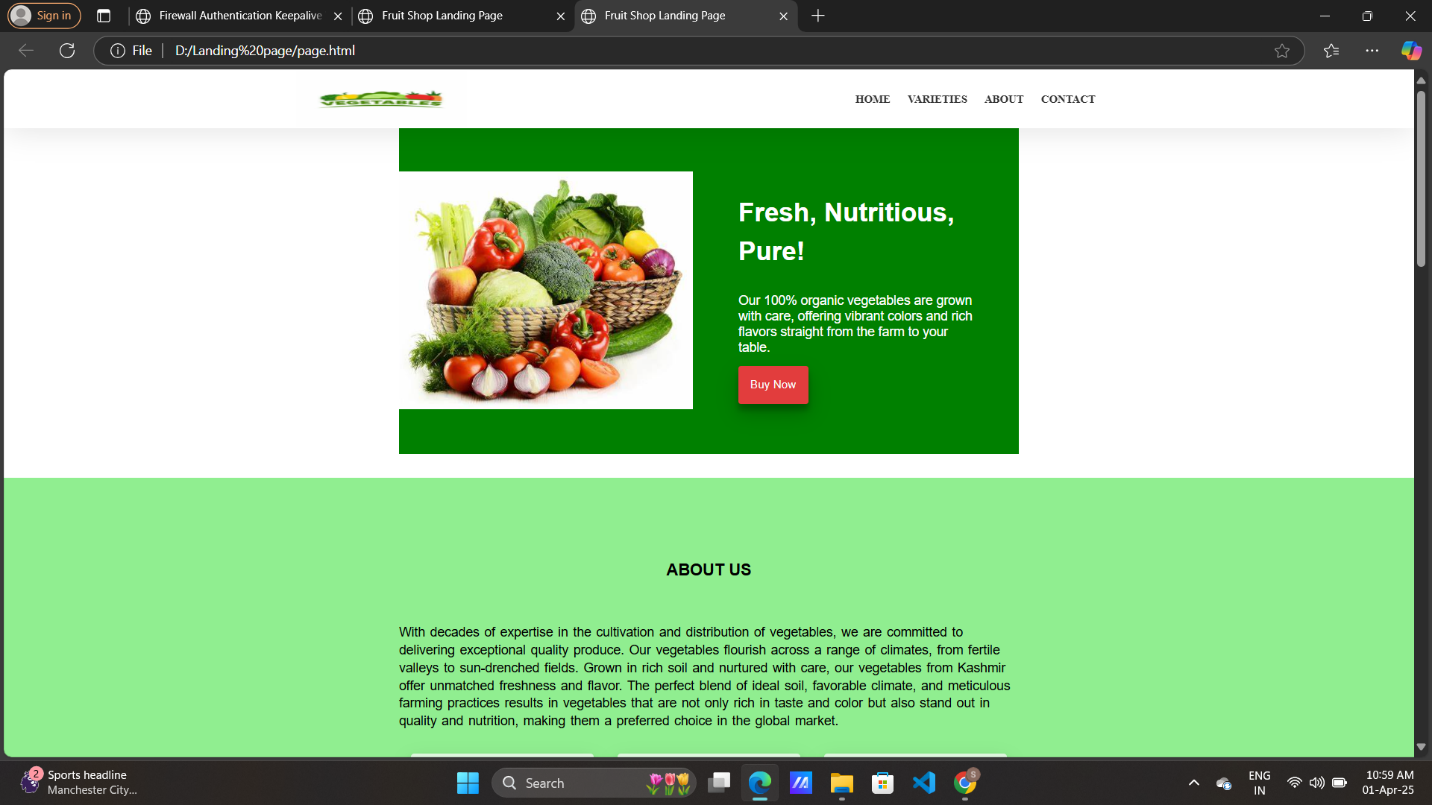 Sign in
Firewall Authentication Keepalive
Fruit Shop Landing Page
Fruit Shop Landing Page
File
D:/Landing%20page/page.html
VEGETABLES
HOME
VARIETIES
ABOUT
CONTACT
Fresh, Nutritious,
Pure!
Our 100% organic vegetables are grown
with care, offering vibrant colors and rich
flavors straight from the farm to your
table.
Buy Now
ABOUT US
With decades of expertise in the cultivation and distribution of vegetables, we are committed to
delivering exceptional quality produce. Our vegetables flourish across a range of climates, from fertile
valleys to sun-drenched fields. Grown in rich soil and nurtured with care, our vegetables from Kashmir
offer unmatched freshness and flavor. The perfect blend of ideal soil, favorable climate, and meticulous
farming practices results in vegetables that are not only rich in taste and color but also stand out in
quality and nutrition, making them a preferred choice in the global market.
2
Sports headline
Manchester City...
Search
S
ENG
IN
10:59 AM
01-Apr-25